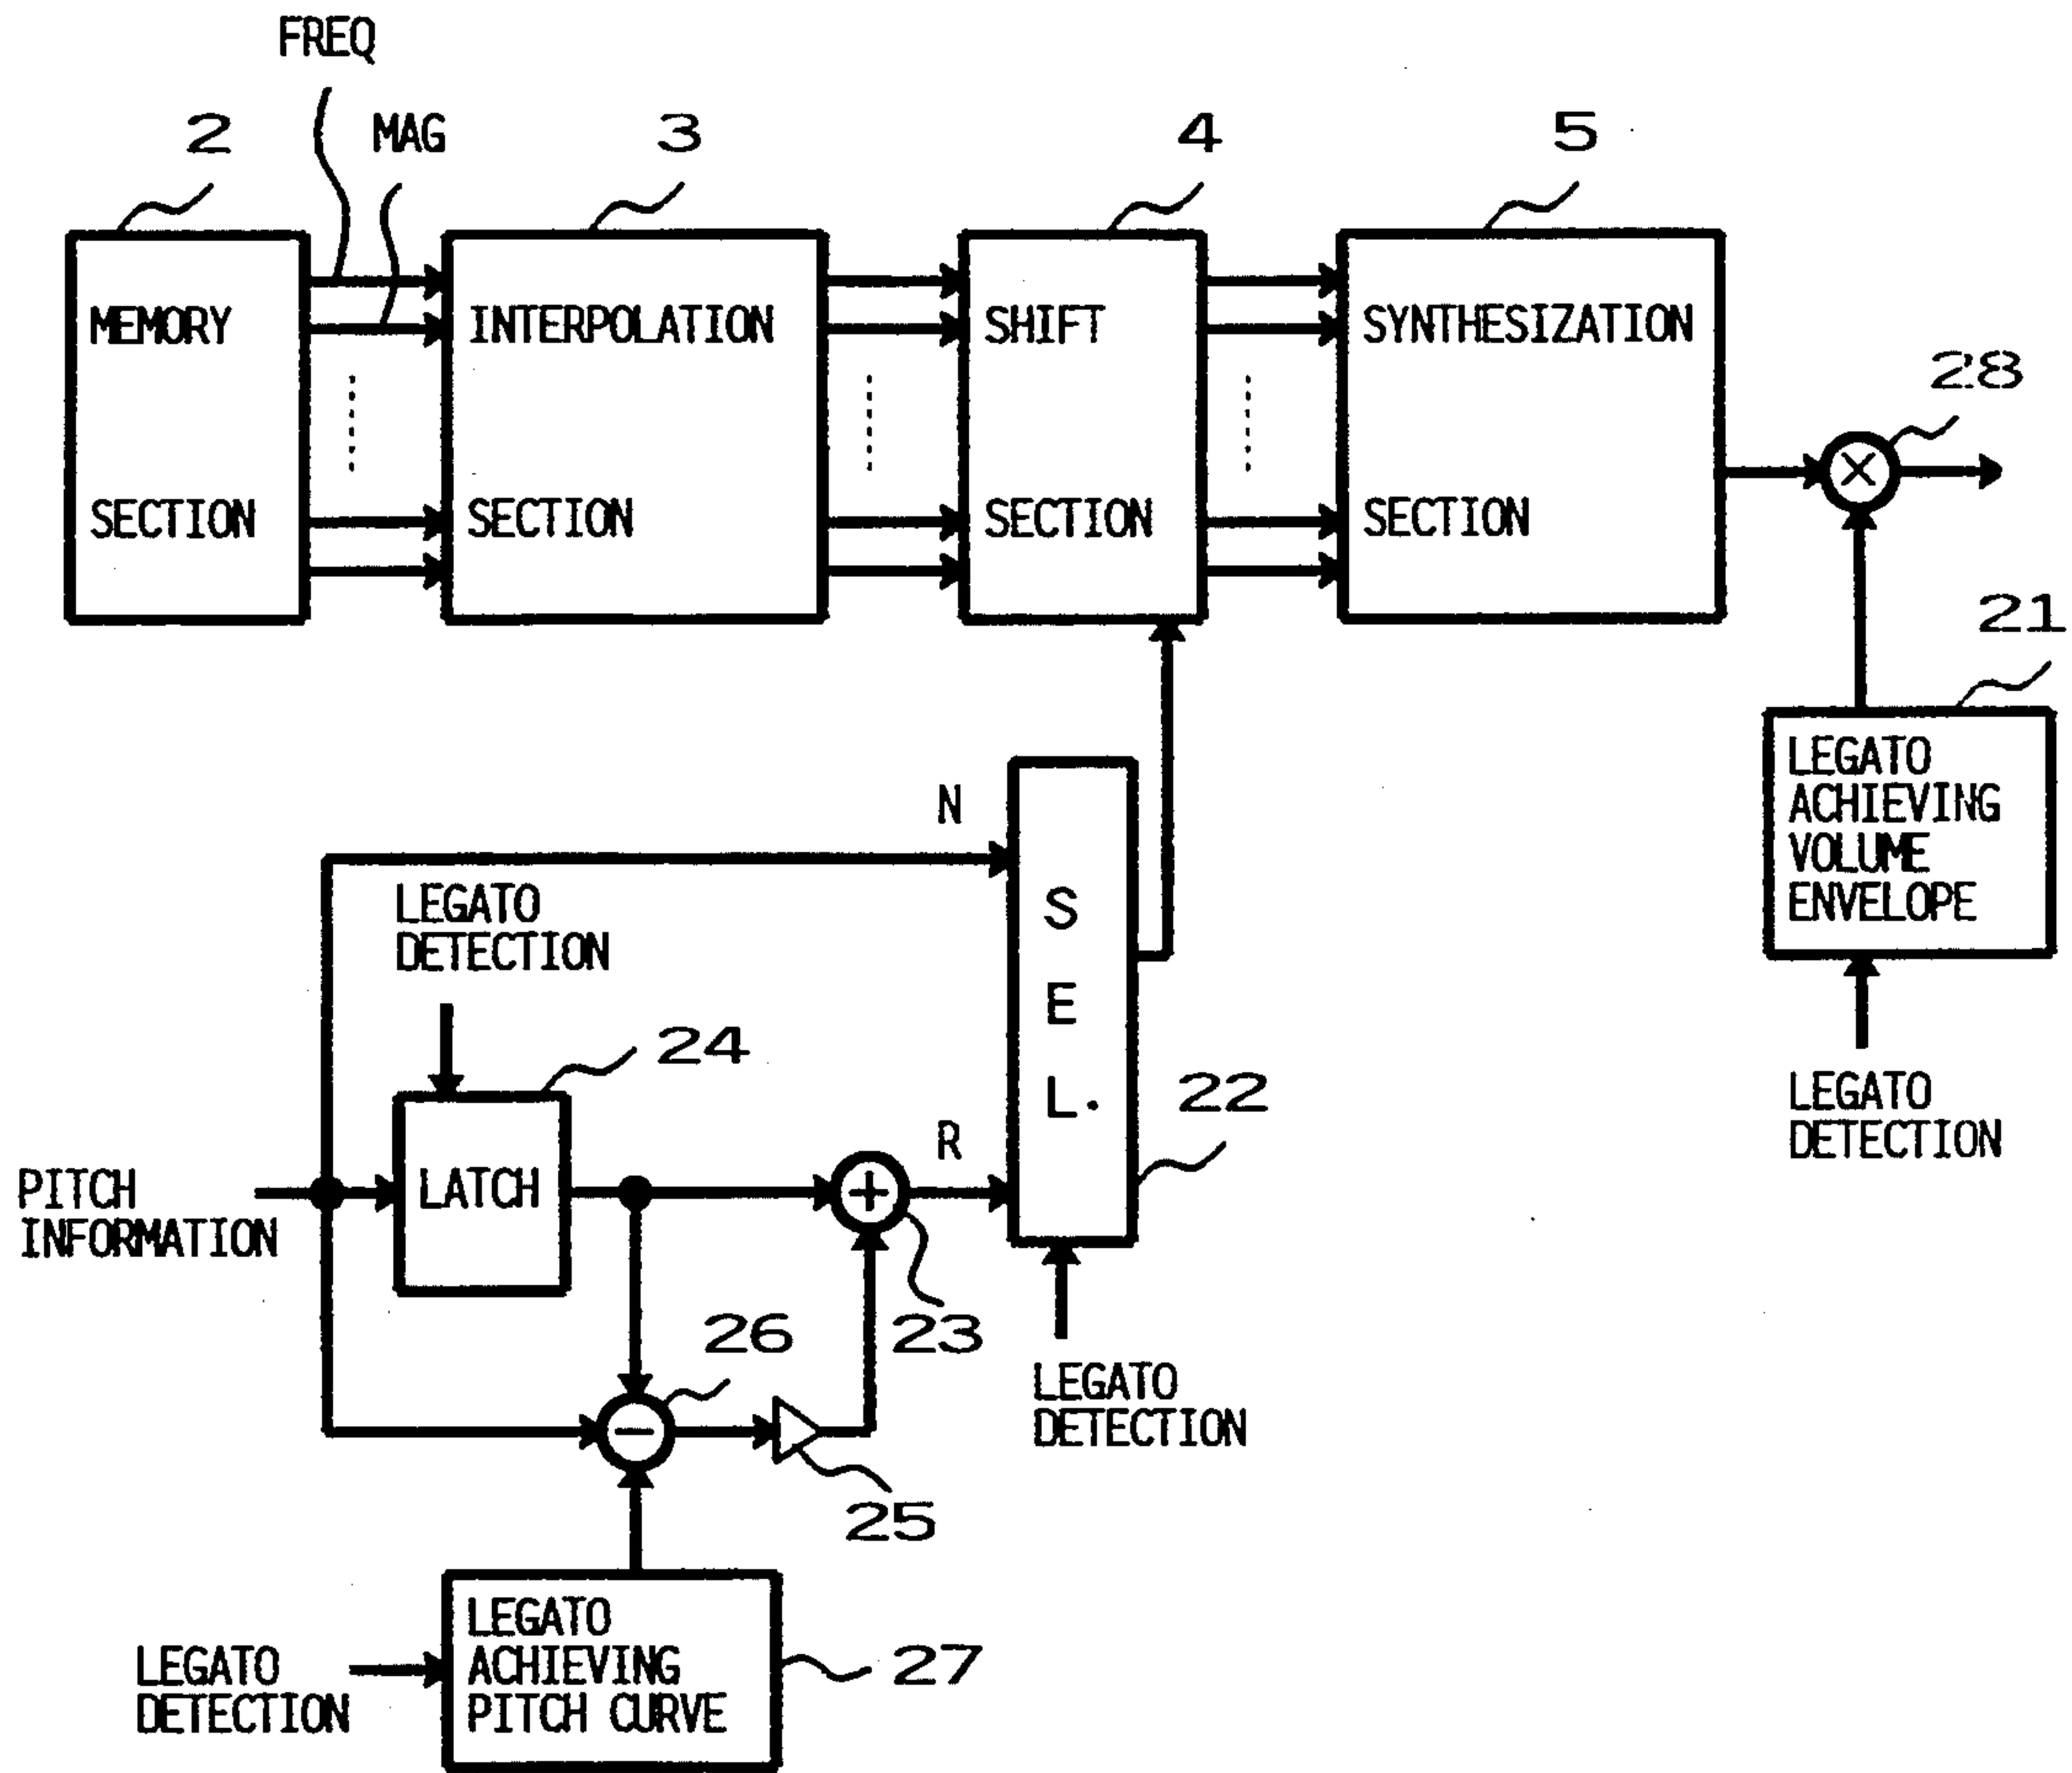 FREQ
MAG
2
3
4
5
MEMORY
SECTION
INTERPOLATION
SECTION
SHIFT
SECTION
SYNTHESIZATION
SECTION
28
×
21
LEGATO
ACHIEVING
VOLUME
ENVELOPE
LEGATO
DETECTION
N
LEGATO
DETECTION
S
E
L.
24
22
R
PITCH
INFORMATION
LATCH
+
26
23
−
25
LEGATO
DETECTION
LEGATO
DETECTION
LEGATO
ACHIEVING
PITCH CURVE
27